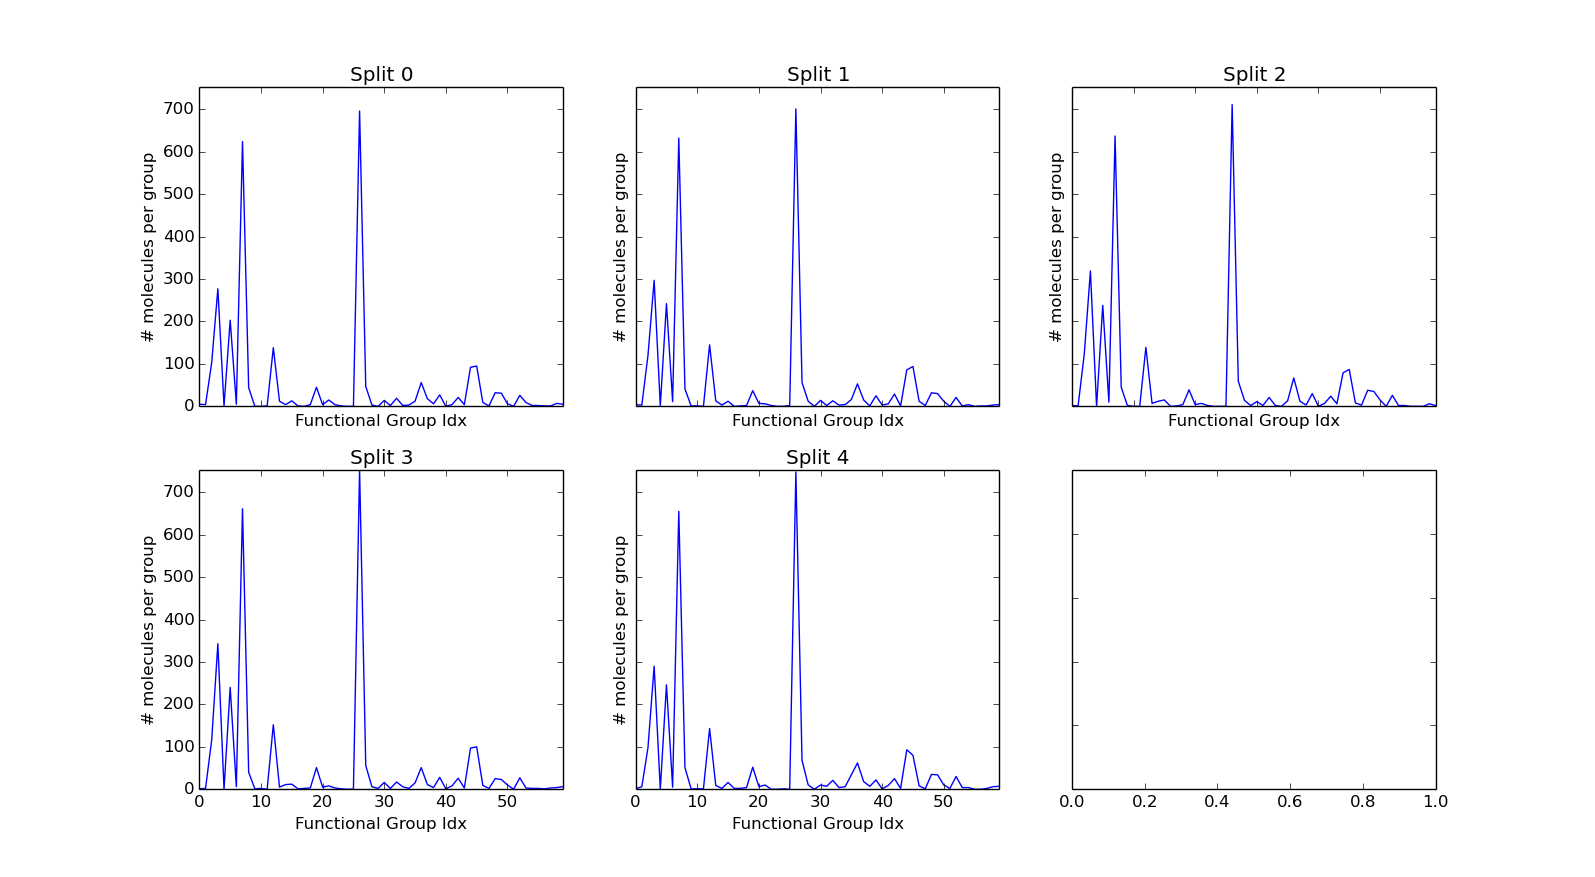 Split 0
Split 1
Split 2
700
600
500
400
300
200
100
0
# molecules per group
# molecules per group
# molecules per group
Functional Group Idx
Functional Group Idx
Functional Group Idx
Split 3
Split 4
700
600
500
400
300
200
100
0
# molecules per group
# molecules per group
0 10 20 30 40 50
0 10 20 30 40 50
0.0 0.2 0.4 0.6 0.8 1.0
Functional Group Idx
Functional Group Idx